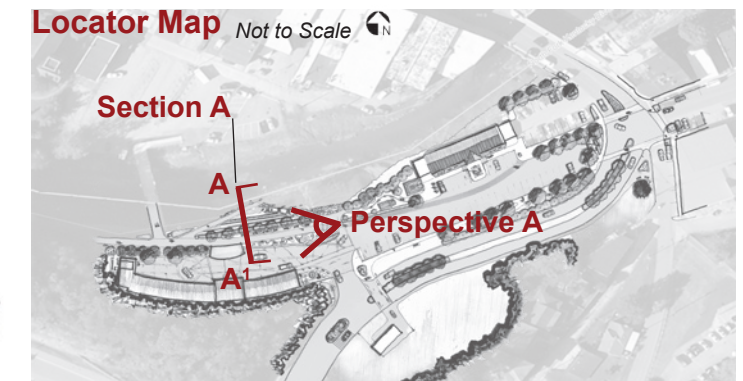 Locator Map Not to Scale N
Section A
A
Perspective A
A¹